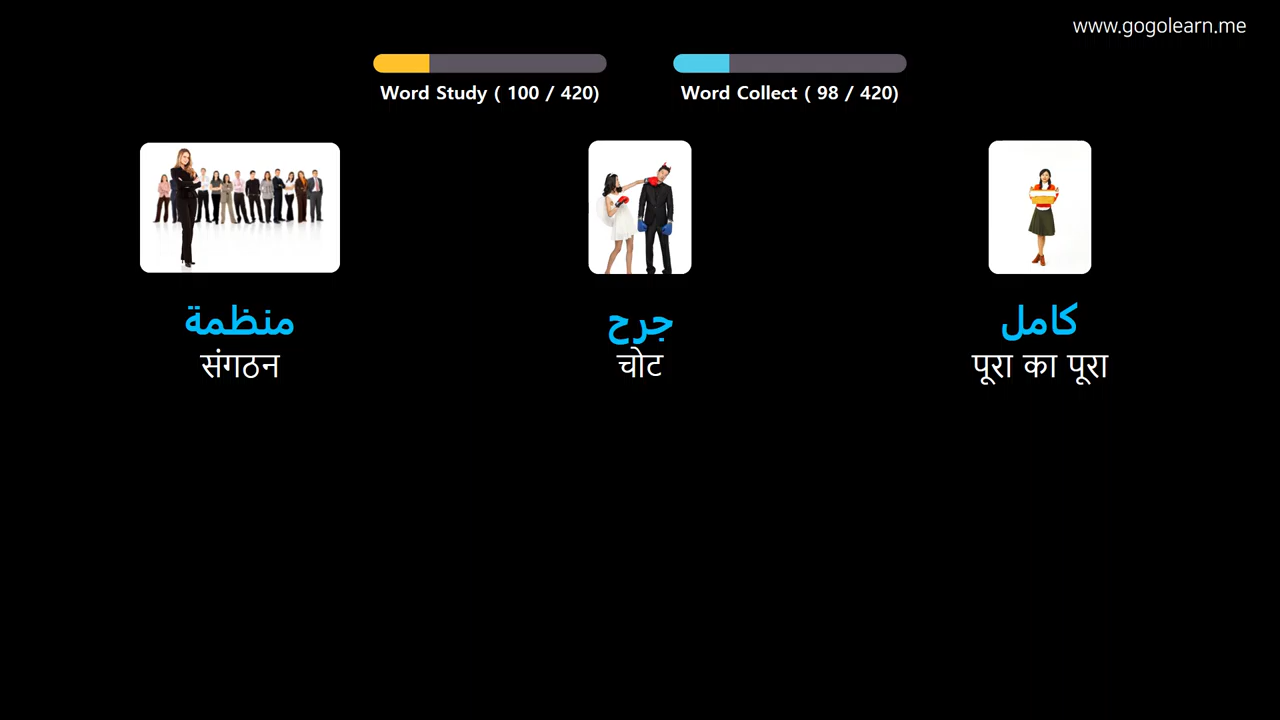 www.gogolearn.me
Word Study ( 100 / 420)
Word Collect ( 98 / 420)
منظمة
संगठन
جرح
चोट
كامل
पूरा का पूरा